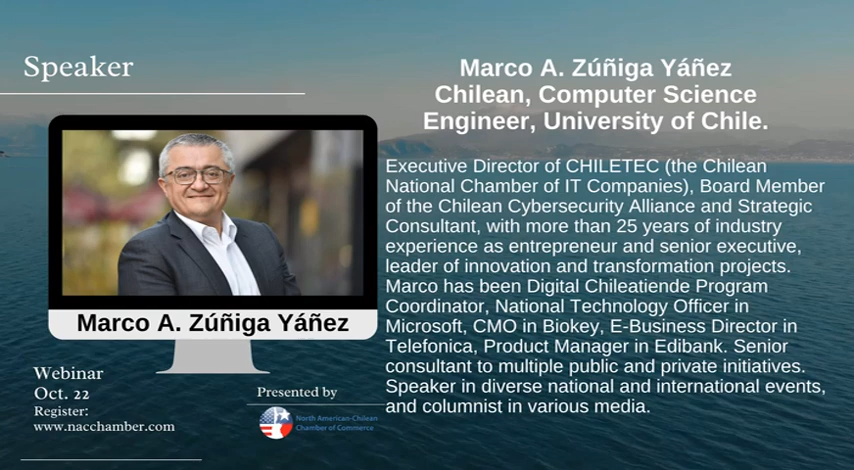 Speaker
Marco A. Zúñiga Yáñez
Chilean, Computer Science
Engineer, University of Chile.
Executive Director of CHILETEC (the Chilean
National Chamber of IT Companies), Board Member
of the Chilean Cybersecurity Alliance and Strategic
Consultant, with more than 25 years of industry
experience as entrepreneur and senior executive,
leader of innovation and transformation projects.
Marco has been Digital Chileatiende Program
Coordinator, National Technology Officer in
Microsoft, CMO in Biokey, E-Business Director in
Telefonica, Product Manager in Edibank. Senior
consultant to multiple public and private initiatives.
Speaker in diverse national and international events,
and columnist in various media.
Marco A. Zúñiga Yáñez
Webinar
Oct. 22
Register:
www.nacchamber.com
Presented by
North American-Chilean
Chamber of Commerce